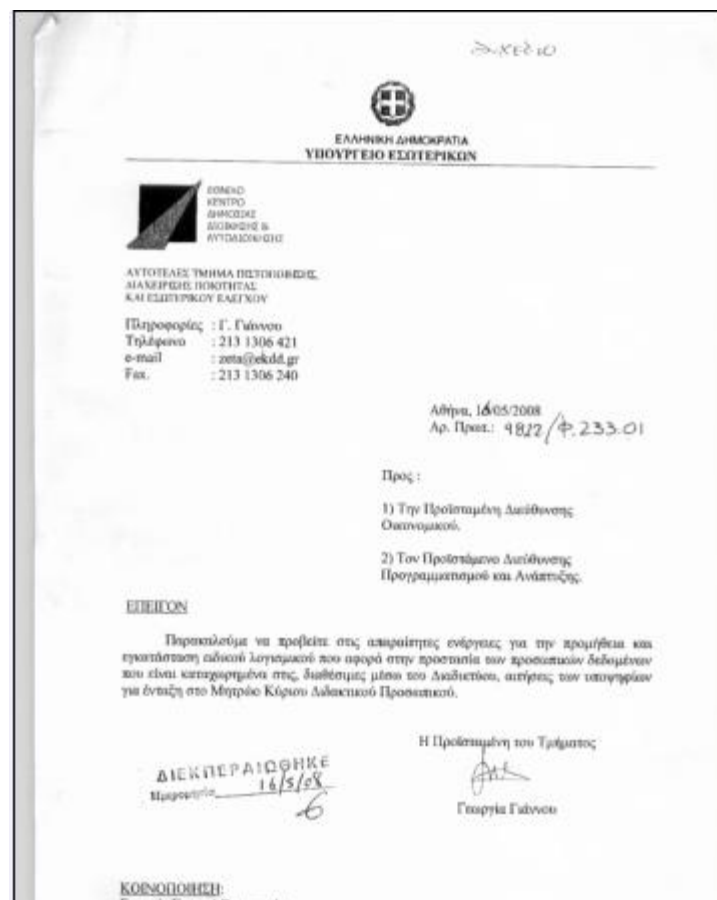 ΕΛΛΗΝΙΚΗ ΔΗΜΟΚΡΑΤΙΑ
ΥΠΟΥΡΓΕΙΟ ΕΣΩΤΕΡΙΚΩΝ
ΕΘΝΙΚΟ
ΚΕΝΤΡΟ
ΔΗΜΟΣΙΑΣ
ΔΙΟΙΚΗΣΗΣ &
ΑΥΤΟΔΙΟΙΚΗΣΗΣ
ΑΥΤΟΤΕΛΕΣ ΤΜΗΜΑ ΠΙΣΤΟΠΟΙΗΣΗΣ,
ΔΙΑΧΕΙΡΙΣΗΣ ΠΟΙΟΤΗΤΑΣ
ΚΑΙ ΕΣΩΤΕΡΙΚΟΥ ΕΛΕΓΧΟΥ
Πληροφορίες : Γ. Γιάννου
Τηλέφωνο : 213 1306 421
e-mail : zeta@ekdd.gr
Fax. : 213 1306 240
Αθήνα, 16/05/2008
Αρ. Πρωτ.: 9822/Φ.233.01
Προς :
1) Την Προϊσταμένη Διεύθυνσης
Οικονομικού.
2) Τον Προϊστάμενο Διεύθυνσης
Προγραμματισμού και Ανάπτυξης.
ΕΠΕΙΓΟΝ
Παρακαλούμε να προβείτε στις απαραίτητες ενέργειες για την προμήθεια και
εγκατάσταση ειδικού λογισμικού που αφορά στην προστασία των προσωπικών δεδομένων
που είναι καταχωρημένα στις, διαθέσιμες μέσω του Διαδικτύου, αιτήσεις των υποψηφίων
για ένταξη στο Μητρώο Κύριου Διδακτικού Προσωπικού.
Η Προϊσταμένη του Τμήματος
ΔΙΕΚΠΕΡΑΙΩΘΗΚΕ
Ημερομηνία 16/5/08
Γεωργία Γιάννου
ΚΟΙΝΟΠΟΙΗΣΗ: